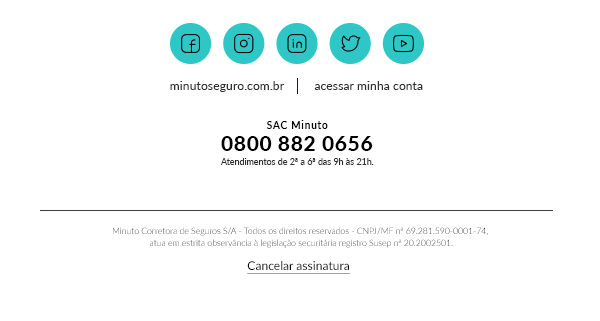 minutoseguro.com.br | acessar minha conta
SAC Minuto
0800 882 0656
Atendimentos de 2ª a 6ª das 9h às 21h.
Minuto Corretora de Seguros S/A - Todos os direitos reservados - CNPJ/MF nº 69.281.590-0001-74,
atua em estrita observância à legislação securitária registro Susep nº 20.2002501.
Cancelar assinatura